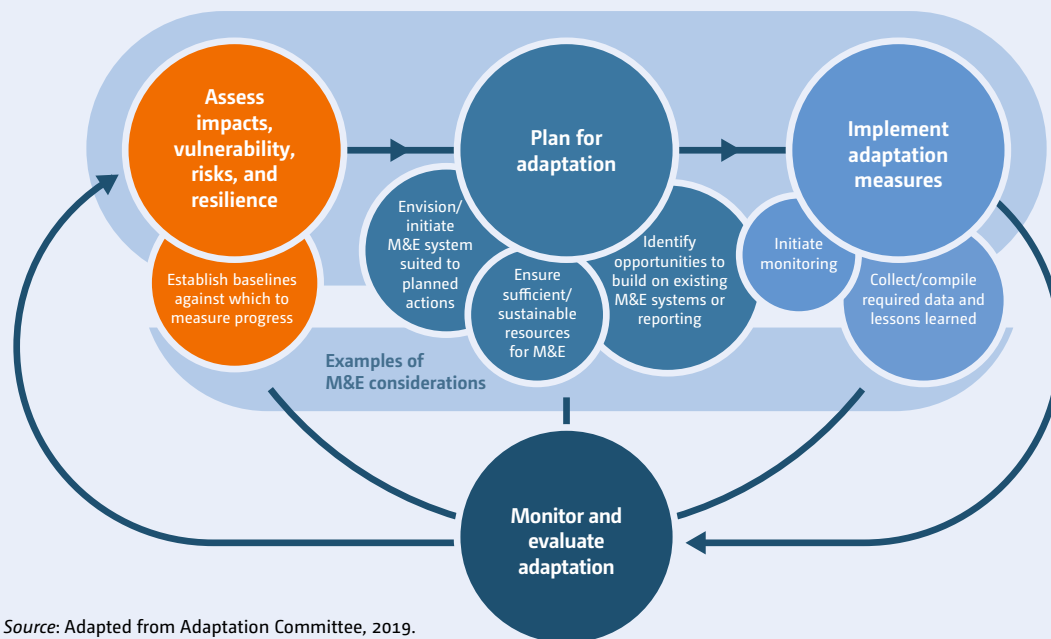 Assess
impacts,
vulnerability,
risks, and
resilience
Establish baselines
against which to
measure progress
Plan for
adaptation
Envision/
initiate
M&E system
suited to
planned
actions
Ensure
sufficient/
sustainable
resources
for M&E
Identify
opportunities to
build on existing
M&E systems or
reporting
Implement
adaptation
measures
Initiate
monitoring
Collect/compile
required data and
lessons learned
Examples of
M&E considerations
Monitor and
evaluate
adaptation
Source: Adapted from Adaptation Committee, 2019.